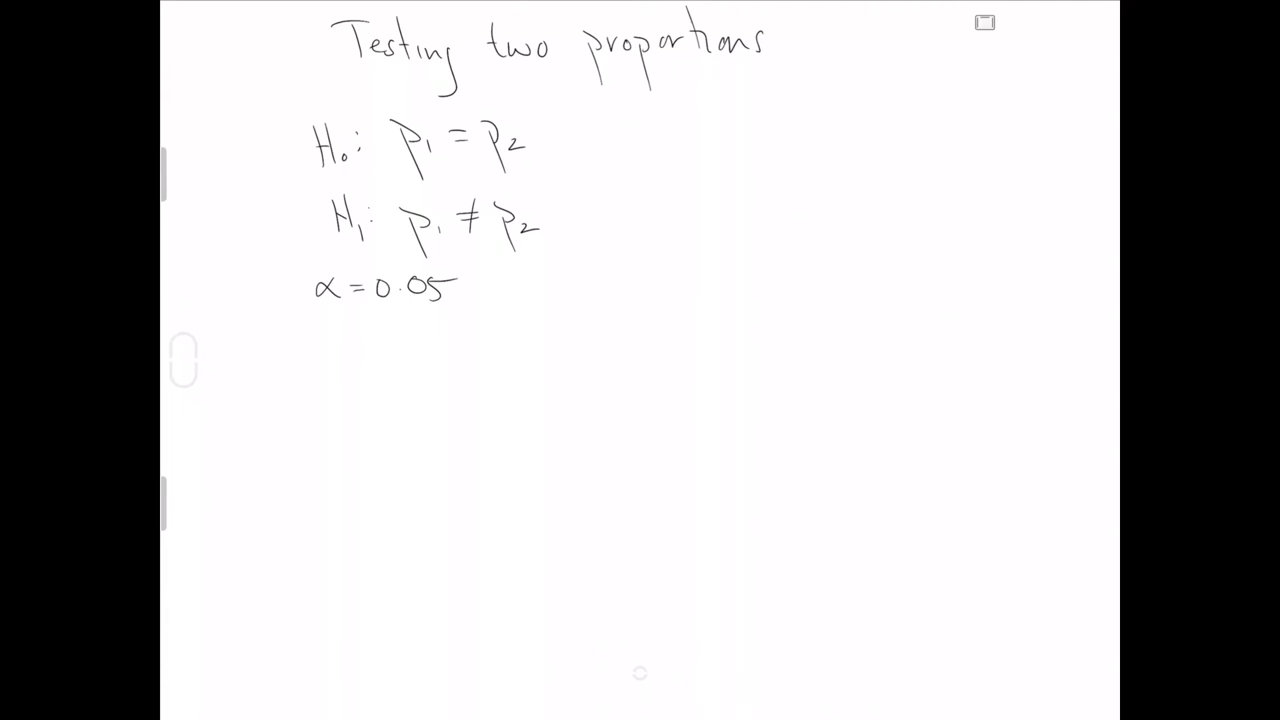 Testing two proportions
H₀: p₁ = p₂
H₁: p₁ ≠ p₂
α = 0.05